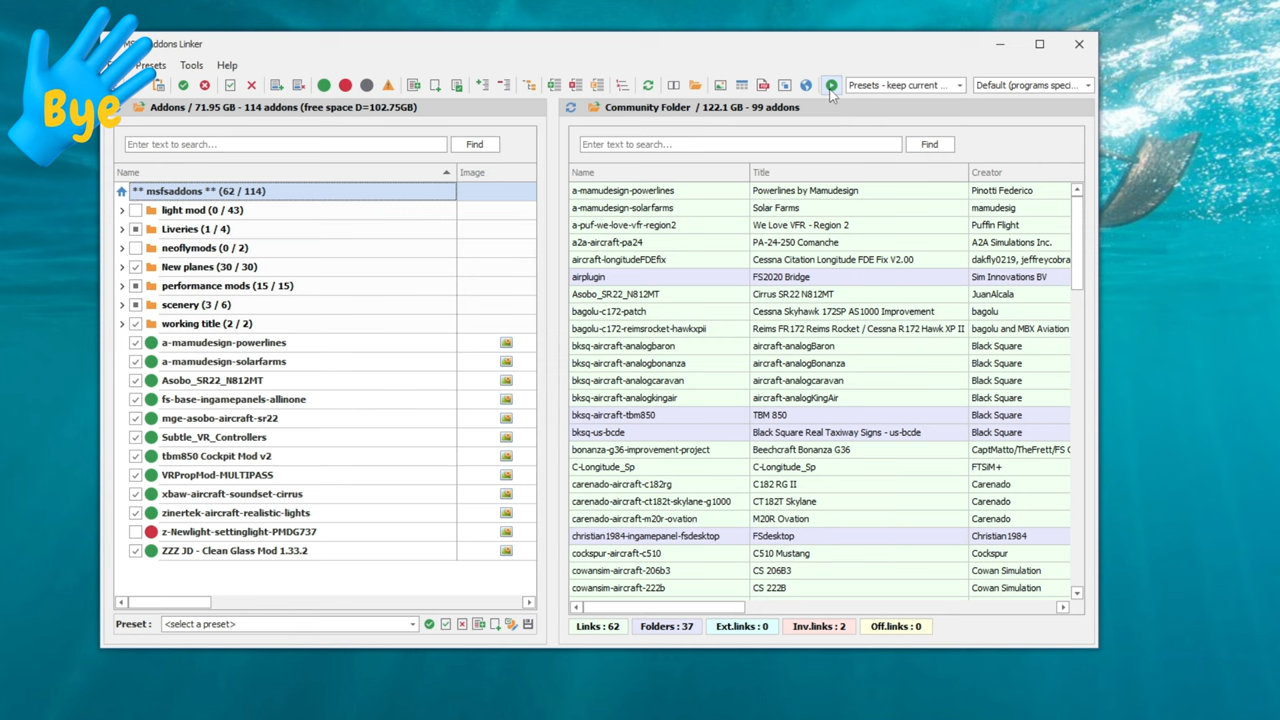 Bye
MSFS Addons Linker
Presets Tools Help
Presets - keep current ...
Default (programs speci...
Addons / 71.95 GB - 114 addons (free space D=102.75GB)
Enter text to search...
Find
Name
Image
** msfsaddons ** (62 / 114)
light mod (0 / 43)
Liveries (1 / 4)
neoflymods (0 / 2)
New planes (30 / 30)
performance mods (15 / 15)
scenery (3 / 6)
working title (2 / 2)
a-mamudesign-powerlines
a-mamudesign-solarfarms
Asobo_SR22_N812MT
fs-base-ingamepanels-allinone
mge-asobo-aircraft-sr22
Subtle_VR_Controllers
tbm850 Cockpit Mod v2
VRPropMod-MULTIPASS
xbaw-aircraft-soundset-cirrus
zinertek-aircraft-realistic-lights
z-Newlight-settinglight-PMDG737
ZZZ JD - Clean Glass Mod 1.33.2
Preset : <select a preset>
Community Folder / 122.1 GB - 99 addons
Enter text to search...
Find
Name Title Creator
a-mamudesign-powerlines Powerlines by Mamudesign Pinotti Federico
a-mamudesign-solarfarms Solar Farms mamudesig
a-puf-we-love-vfr-region2 We Love VFR - Region 2 Puffin Flight
a2a-aircraft-pa24 PA-24-250 Comanche A2A Simulations Inc.
aircraft-longitudeFDEfix Cessna Citation Longitude FDE Fix V2.00 dakfly0219, jeffreycobra
airplugin FS2020 Bridge Sim Innovations BV
Asobo_SR22_N812MT Cirrus SR22 N812MT JuanAlcala
bagolu-c172-patch Cessna Skyhawk 172SP AS1000 Improvement bagolu
bagolu-c172-reimsrocket-hawkxpii Reims FR172 Reims Rocket / Cessna R172 Hawk XP II bagolu and MBX Aviation
bksq-aircraft-analogbaron aircraft-analogBaron Black Square
bksq-aircraft-analogbonanza aircraft-analogBonanza Black Square
bksq-aircraft-analogcaravan aircraft-analogcaravan Black Square
bksq-aircraft-analogkingair aircraft-analogKingAir Black Square
bksq-aircraft-tbm850 TBM 850 Black Square
bksq-us-bcde Black Square Real Taxiway Signs - us-bcde Black Square
bonanza-g36-improvement-project Beechcraft Bonanza G36 CaptMatto/TheFrett/FS C
C-Longitude_Sp C-Longitude_Sp FTSiM+
carenado-aircraft-c182rg C182 RG II Carenado
carenado-aircraft-ct182t-skylane-g1000 CT182T Skylane Carenado
carenado-aircraft-m20r-ovation M20R Ovation Carenado
christian1984-ingamepanel-fsdesktop FSdesktop Christian1984
cockspur-aircraft-c510 C510 Mustang Cockspur
cowansim-aircraft-206b3 CS 206B3 Cowan Simulation
cowansim-aircraft-222b CS 222B Cowan Simulation
Links : 62 Folders : 37 Ext.links : 0 Inv.links : 2 Off.links : 0